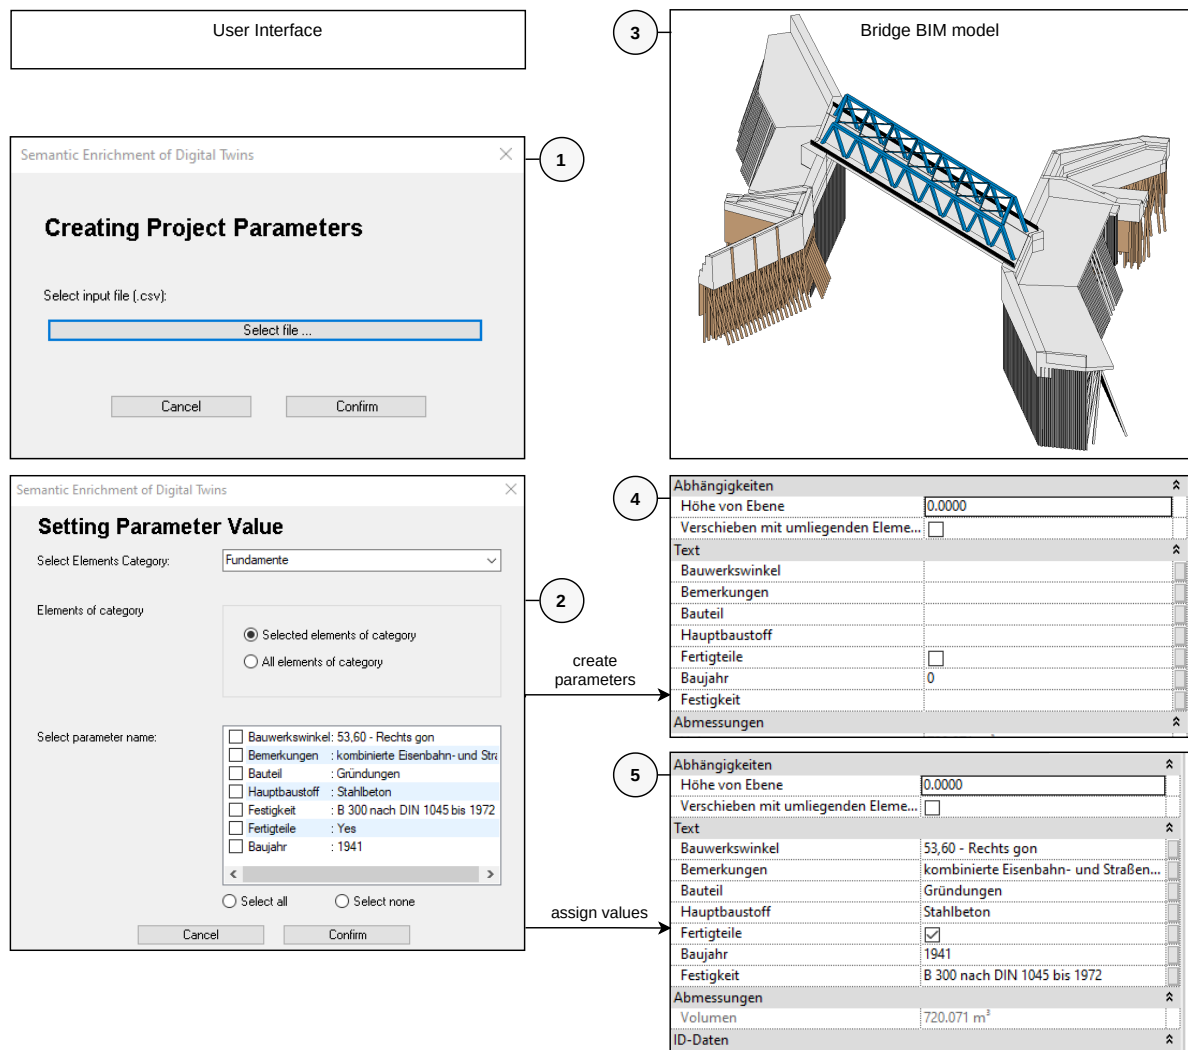 User Interface
3
Bridge BIM model
Semantic Enrichment of Digital Twins
1
Creating Project Parameters
Select input file (.csv):
Select file ...
Cancel
Confirm
Semantic Enrichment of Digital Twins
Setting Parameter Value
Select Elements Category:
Fundamente
2
Elements of category
Selected elements of category
All elements of category
Select parameter name:
Bauwerkswinkel: 53,60 - Rechts gon
Bemerkungen : kombinierte Eisenbahn- und Stra
Bauteil : Gründungen
Hauptbaustoff : Stahlbeton
Festigkeit : B 300 nach DIN 1045 bis 1972
Fertigteile : Yes
Baujahr : 1941
Select all
Select none
Cancel
Confirm
create
parameters
assign values
4
Abhängigkeiten
Höhe von Ebene 0.0000
Verschieben mit umliegenden Eleme...
Text
Bauwerkswinkel
Bemerkungen
Bauteil
Hauptbaustoff
Fertigteile
Baujahr 0
Festigkeit
Abmessungen
5
Abhängigkeiten
Höhe von Ebene 0.0000
Verschieben mit umliegenden Eleme...
Text
Bauwerkswinkel 53,60 - Rechts gon
Bemerkungen kombinierte Eisenbahn- und Straßen...
Bauteil Gründungen
Hauptbaustoff Stahlbeton
Fertigteile
Baujahr 1941
Festigkeit B 300 nach DIN 1045 bis 1972
Abmessungen
Volumen 720.071 m³
ID-Daten